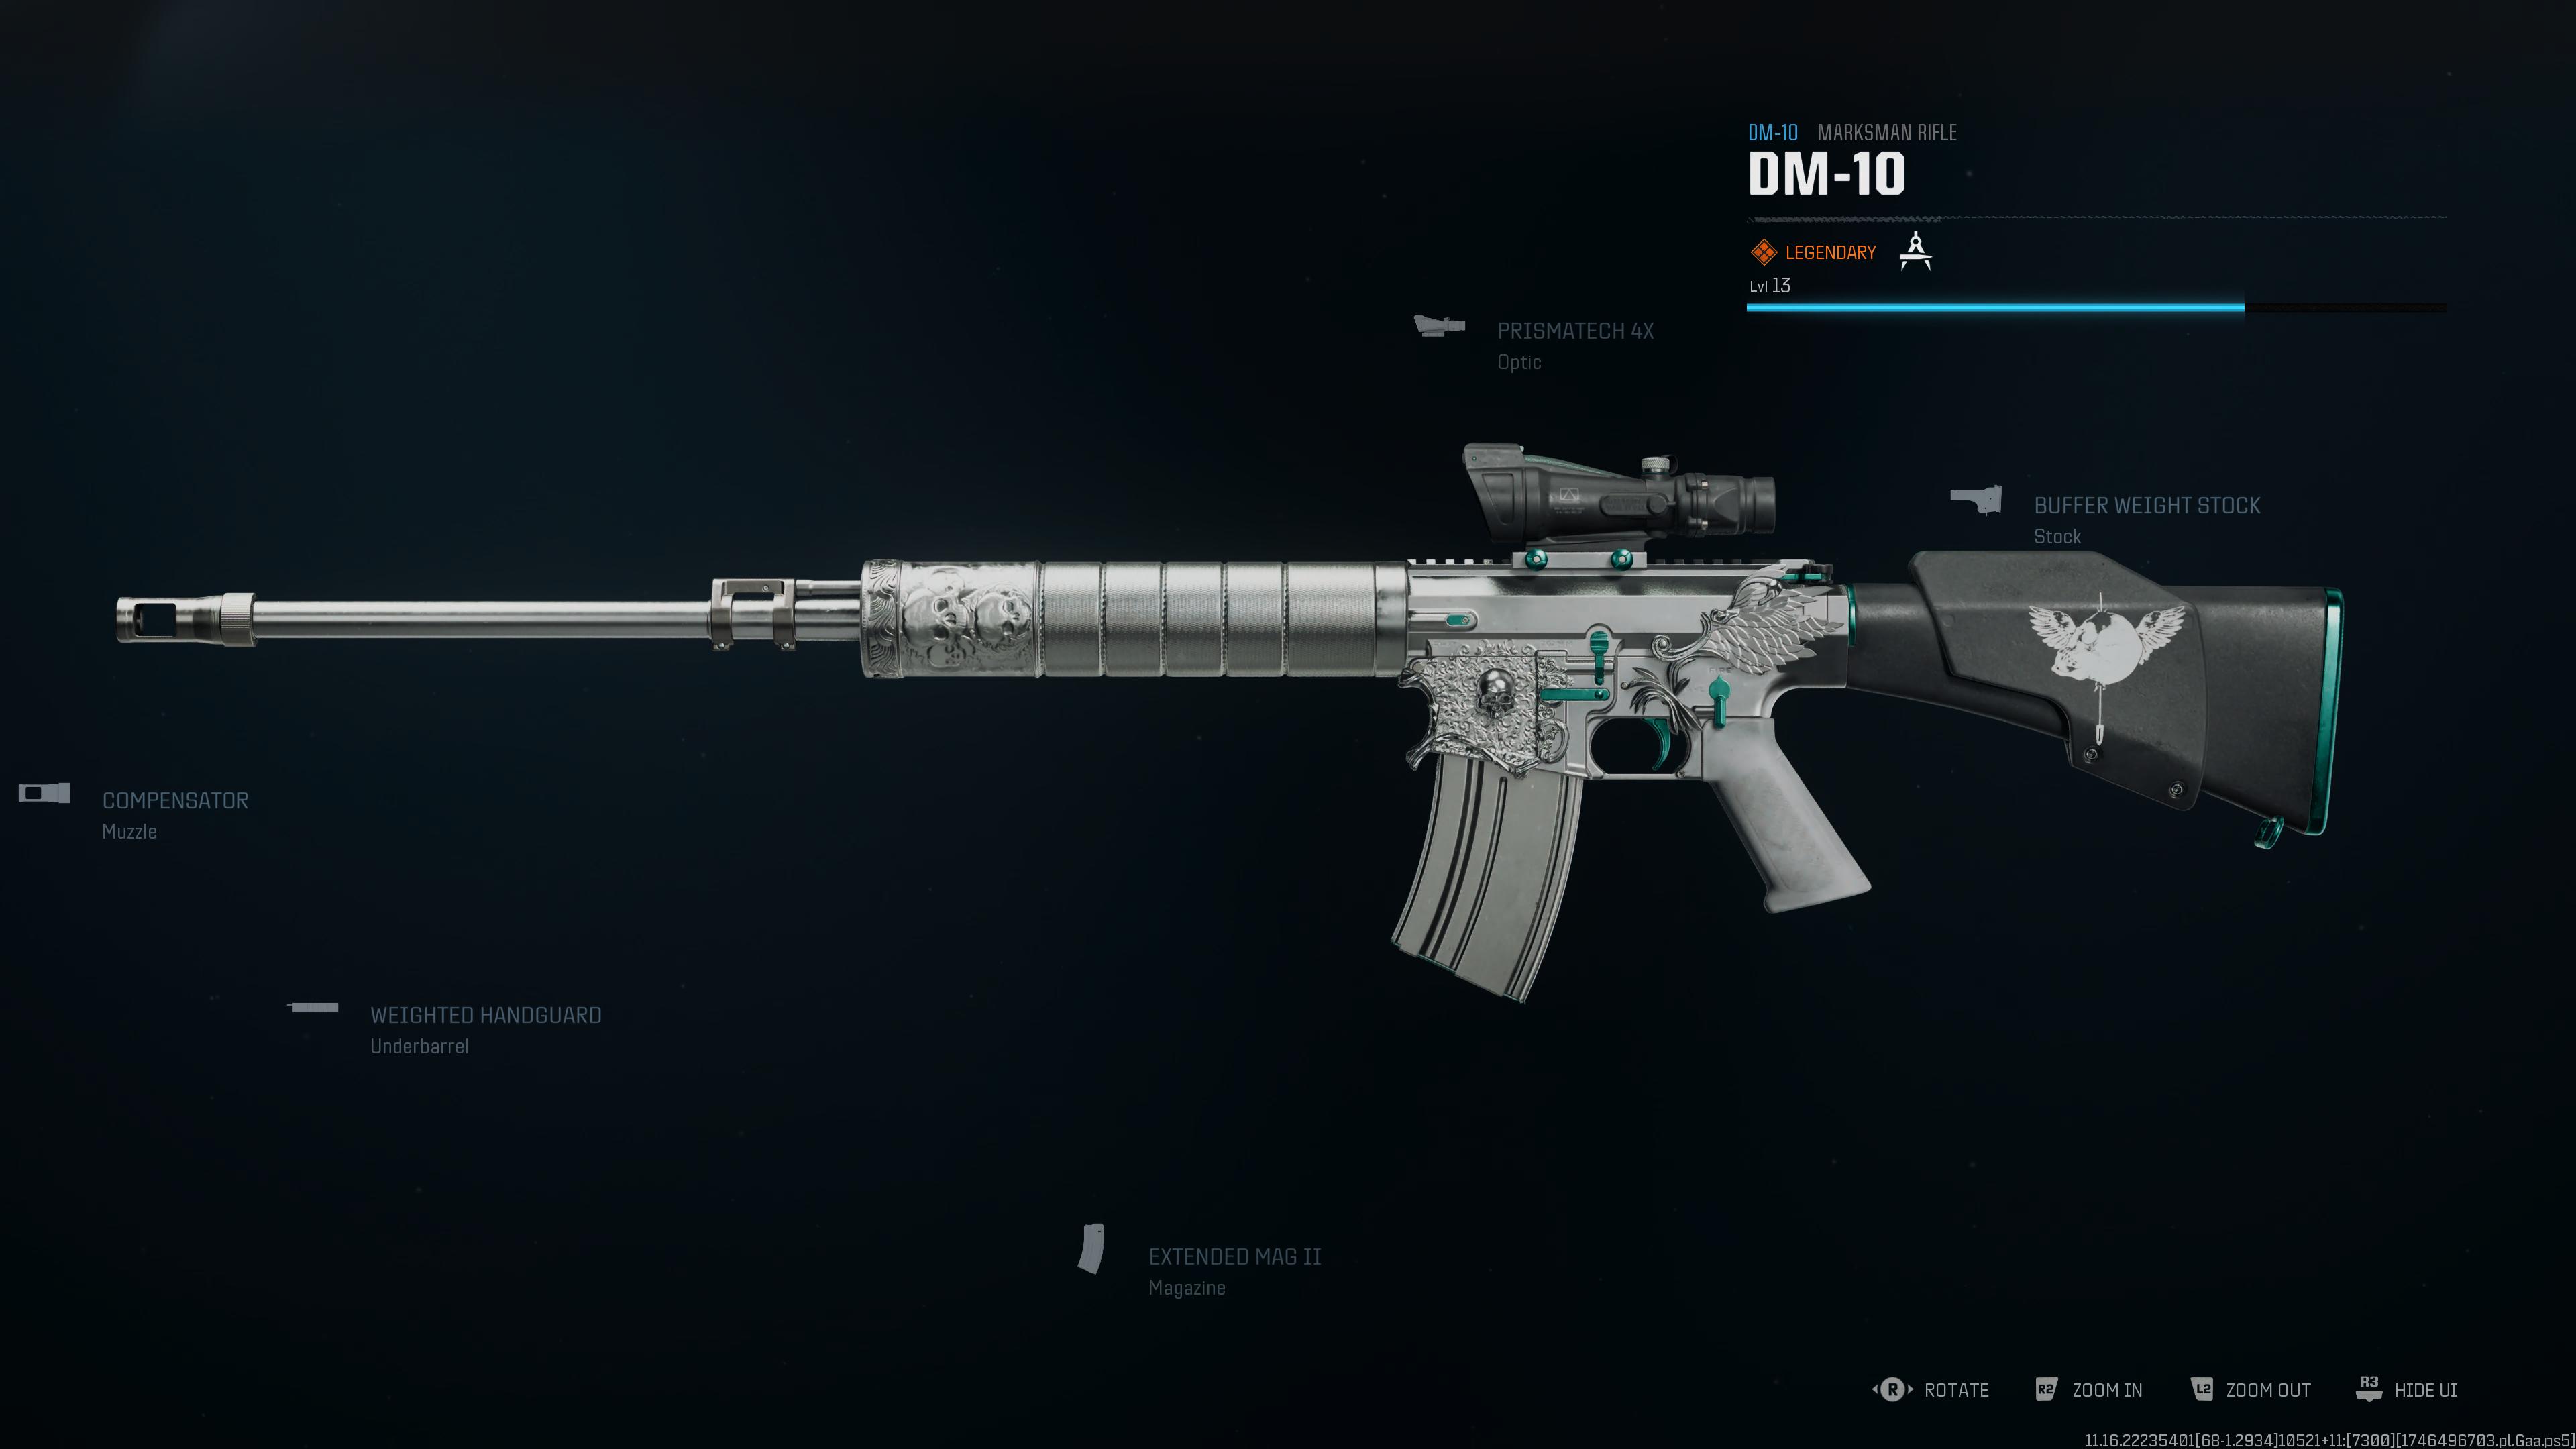 DM-10 MARKSMAN RIFLE
DM-10
LEGENDARY
Lvl 13
PRISMATECH 4X
Optic
BUFFER WEIGHT STOCK
Stock
COMPENSATOR
Muzzle
WEIGHTED HANDGUARD
Underbarrel
EXTENDED MAG II
Magazine
R ROTATE R2 ZOOM IN L2 ZOOM OUT R3 HIDE UI
11.16.22235401[68-1.2934]10521+11:[7300][1746496703.pl.Gaa.ps5]